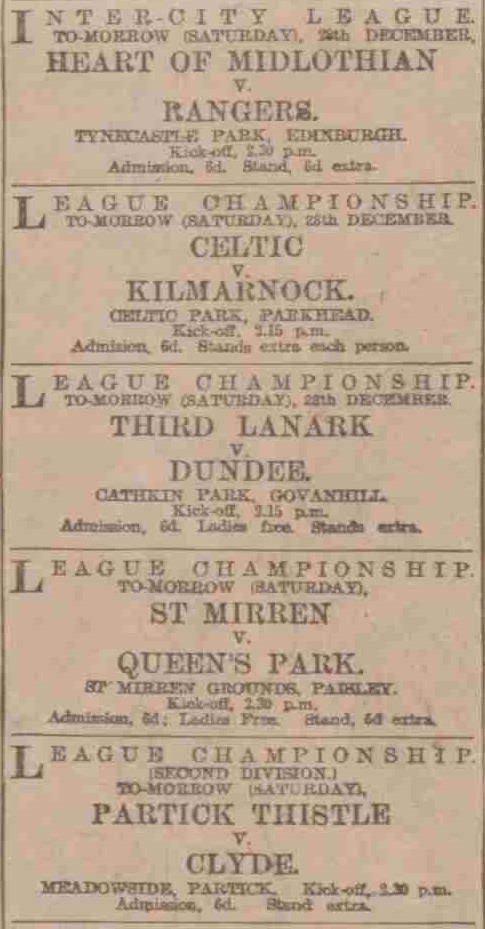 INTER-CITY LEAGUE.
TO-MORROW (SATURDAY), 28th DECEMBER,
HEART OF MIDLOTHIAN
v.
RANGERS.
TYNECASTLE PARK, EDINBURGH.
Kick-off, 2.30 p.m.
Admission, 6d. Stand, 6d extra.
LEAGUE CHAMPIONSHIP.
TO-MORROW (SATURDAY), 28th DECEMBER.
CELTIC
v.
KILMARNOCK.
CELTIC PARK, PARKHEAD.
Kick-off, 2.15 p.m.
Admision, 6d. Stands extra each person.
LEAGUE CHAMPIONSHIP.
TO-MORROW (SATURDAY), 28th DECEMBER.
THIRD LANARK
v.
DUNDEE.
CATHKIN PARK, GOVANHILL.
Kick-off, 2.15 p.m.
Admission, 6d. Ladies free. Stands extra.
LEAGUE CHAMPIONSHIP.
TO-MORROW (SATURDAY),
ST MIRREN
v.
QUEEN'S PARK.
ST MIRREN GROUNDS, PAISLEY.
Kick-off, 2.30 p.m.
Admission, 6d; Ladies Free. Stand, 6d extra.
LEAGUE CHAMPIONSHIP.
(SECOND DIVISION.)
TO-MORROW (SATURDAY),
PARTICK THISTLE
v.
CLYDE.
MEADOWSIDE, PARTICK. Kick-off, 2.30 p.m.
Admission, 6d. Stand extra.